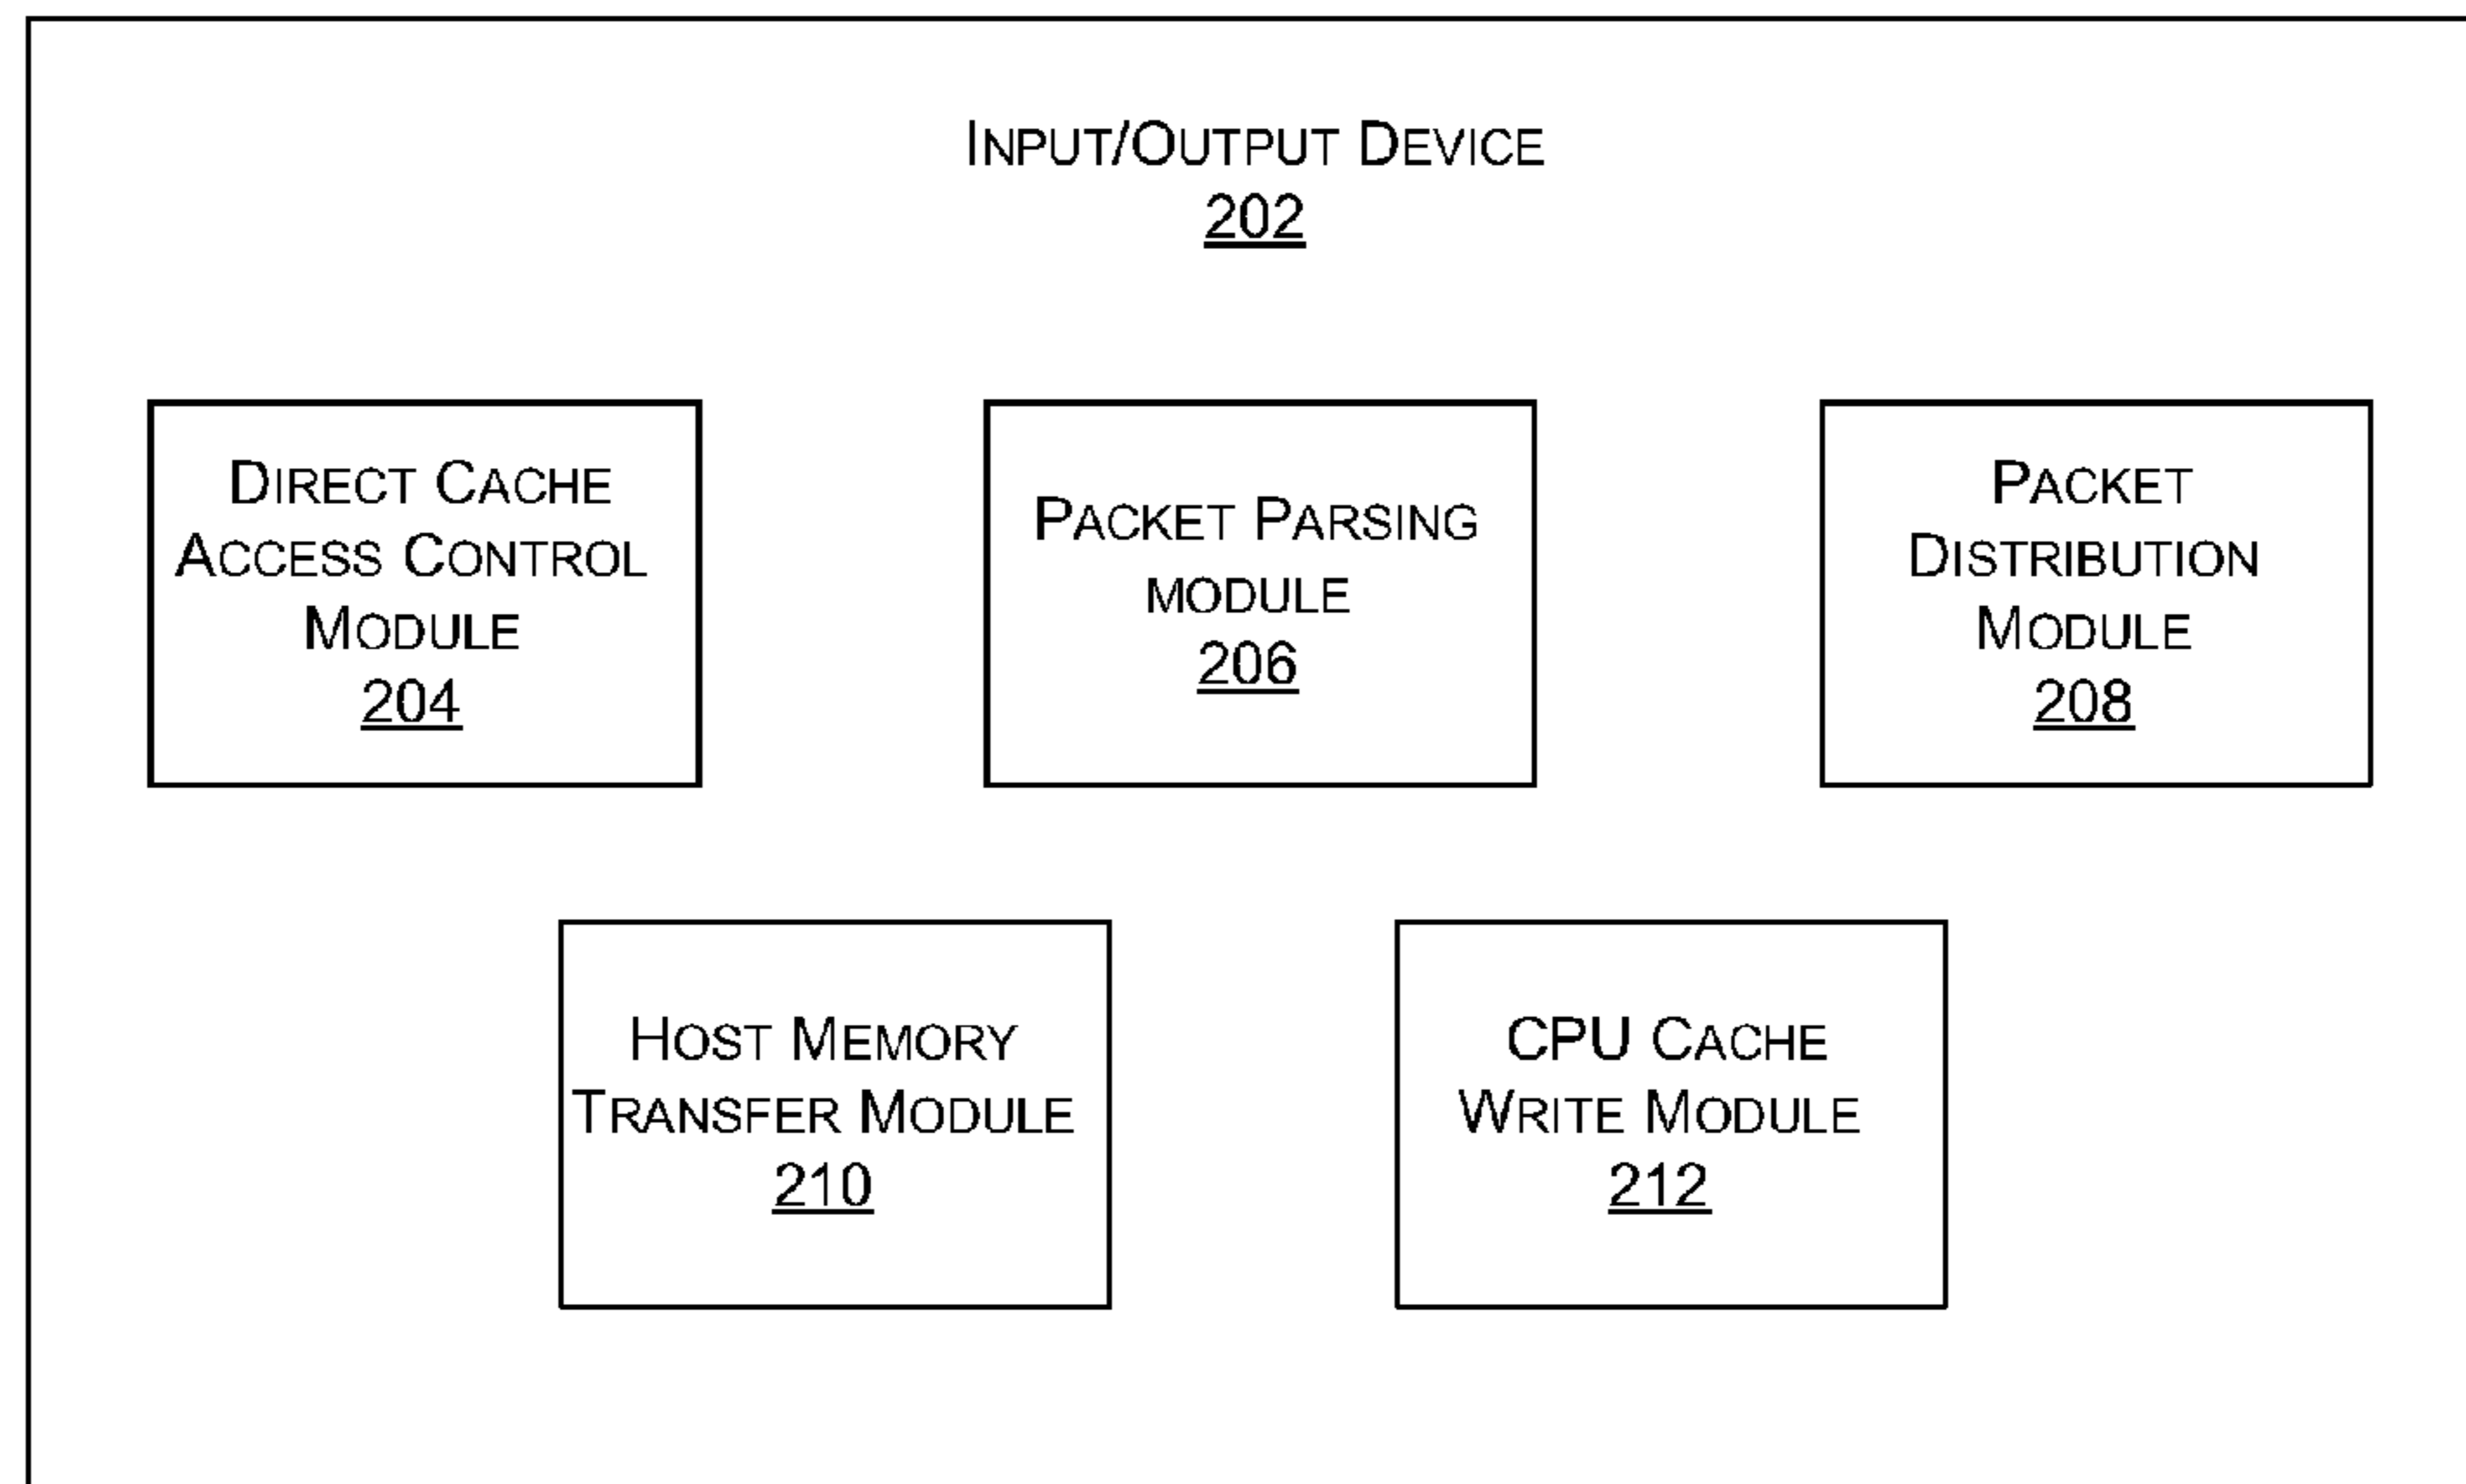 INPUT/OUTPUT DEVICE
202
DIRECT CACHE
ACCESS CONTROL
MODULE
204
PACKET PARSING
MODULE
206
PACKET
DISTRIBUTION
MODULE
208
HOST MEMORY
TRANSFER MODULE
210
CPU CACHE
WRITE MODULE
212